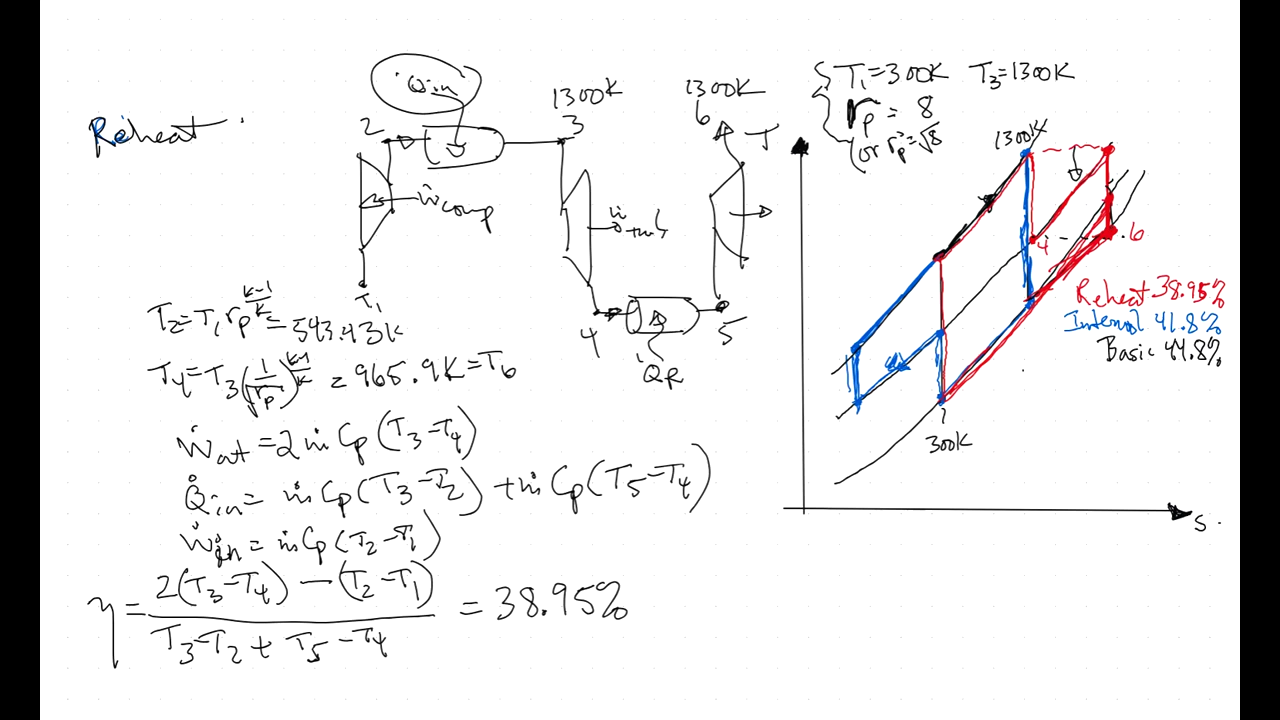 Reheat
Q̇in
2
3
1300K
1300K
6
ẇcomp
ẇturb
T1
4
5
Q̇R
T2=T1 rp^((k-1)/k) = 543.43K
T4=T3(1/√rp)^((k-1)/k) = 965.9K=T6
Ẇout=2ṁCp(T3-T4)
Q̇in= ṁCp(T3-T2)+ṁCp(T5-T4)
Ẇin= ṁCp(T2-T1)
η= (2(T3-T4) - (T2-T1)) / (T3-T2+T5-T4) = 38.95%
T1=300K T3=1300K
rp= 8
(or rp=√8)
T
1300K
4
6
Reheat 38.95%
41.8%
Basic 44.8%
1
300K
S